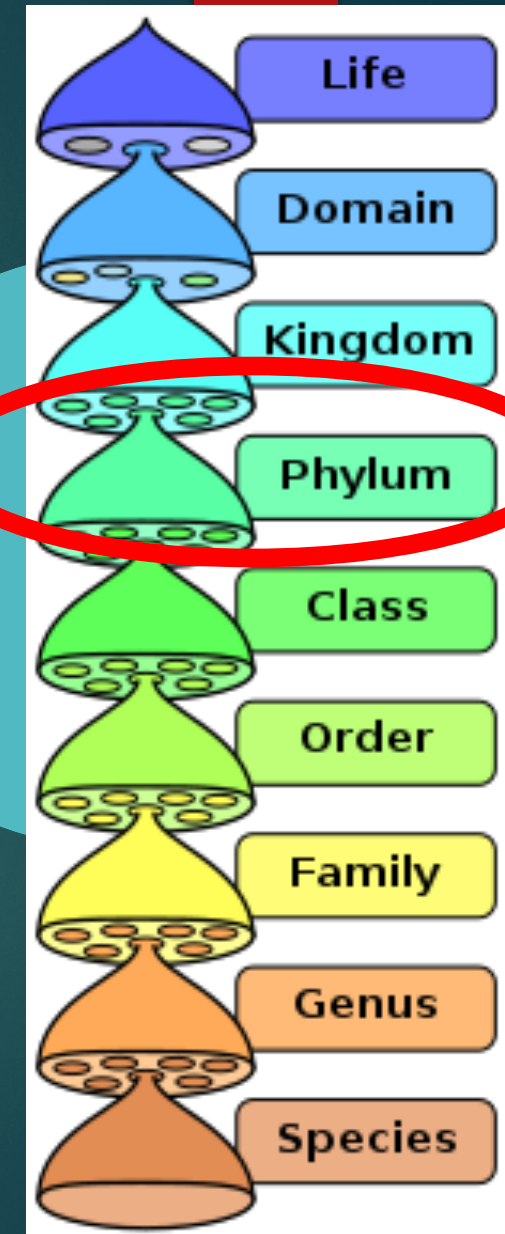 Life
Domain
Kingdom
Phylum
Class
Order
Family
Genus
Species